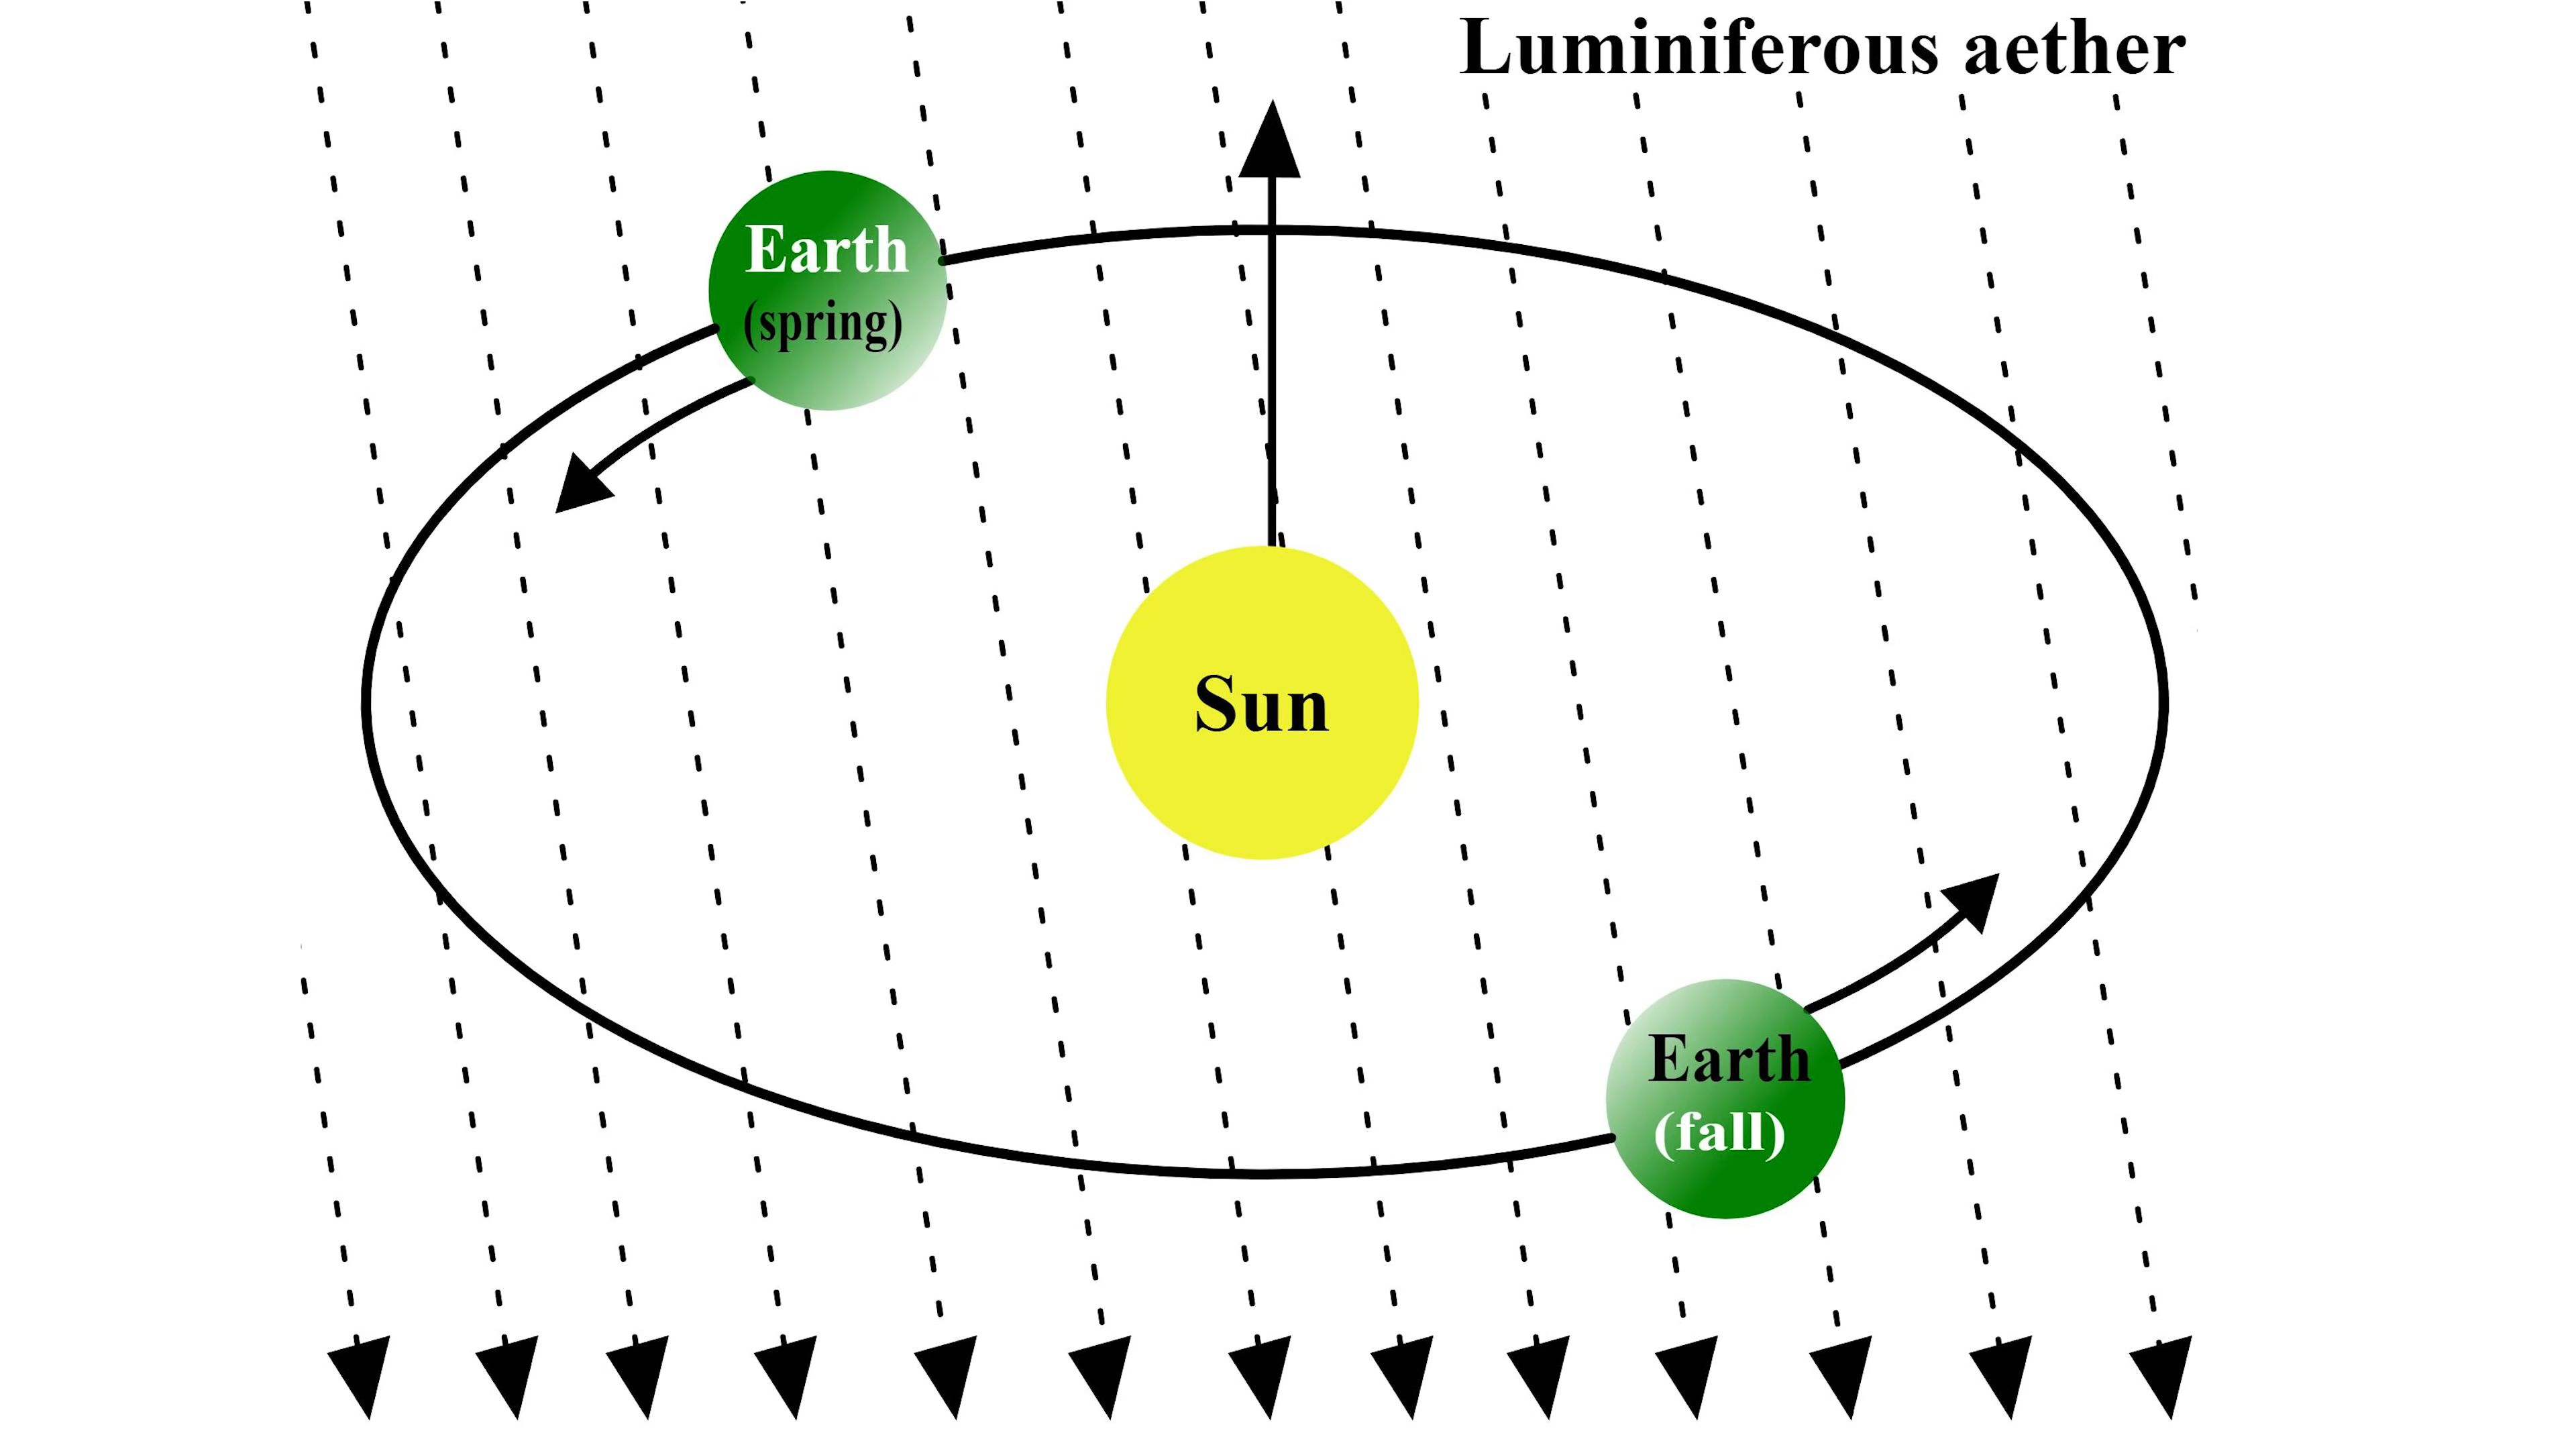 Luminiferous aether
Earth
(spring)
Sun
Earth
(fall)